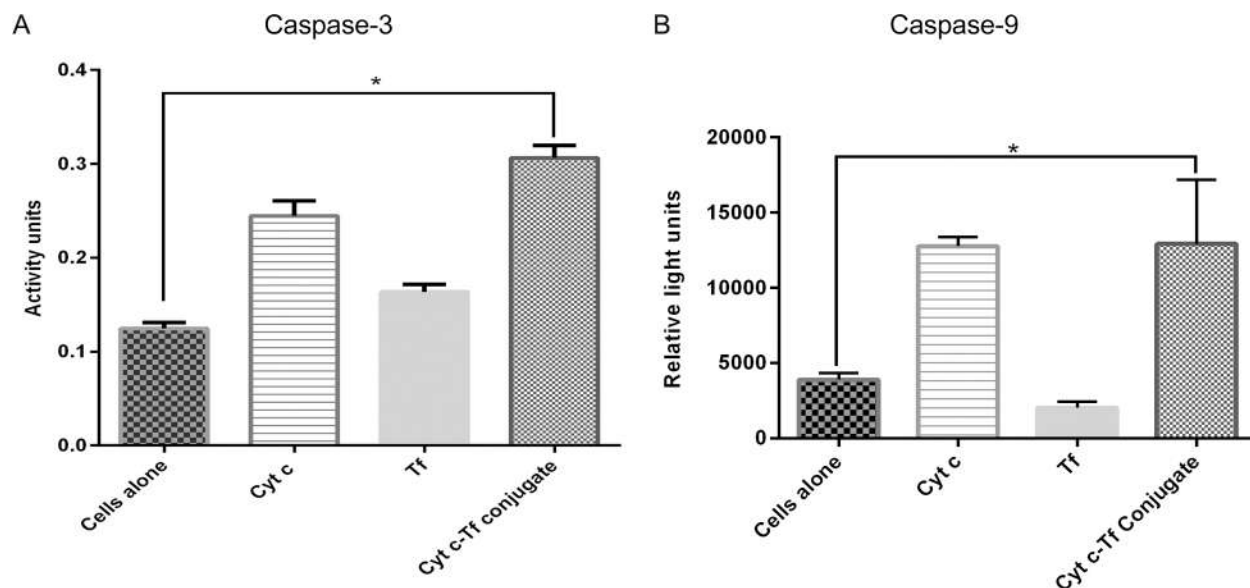 A
Caspase-3
Activity units
0.4
0.3
0.2
0.1
0.0
*
Cells alone
Cyt c
Tf
Cyt c-Tf conjugate
B
Caspase-9
Relative light units
20000
15000
10000
5000
0
*
Cells alone
Cyt c
Tf
Cyt c-Tf Conjugate